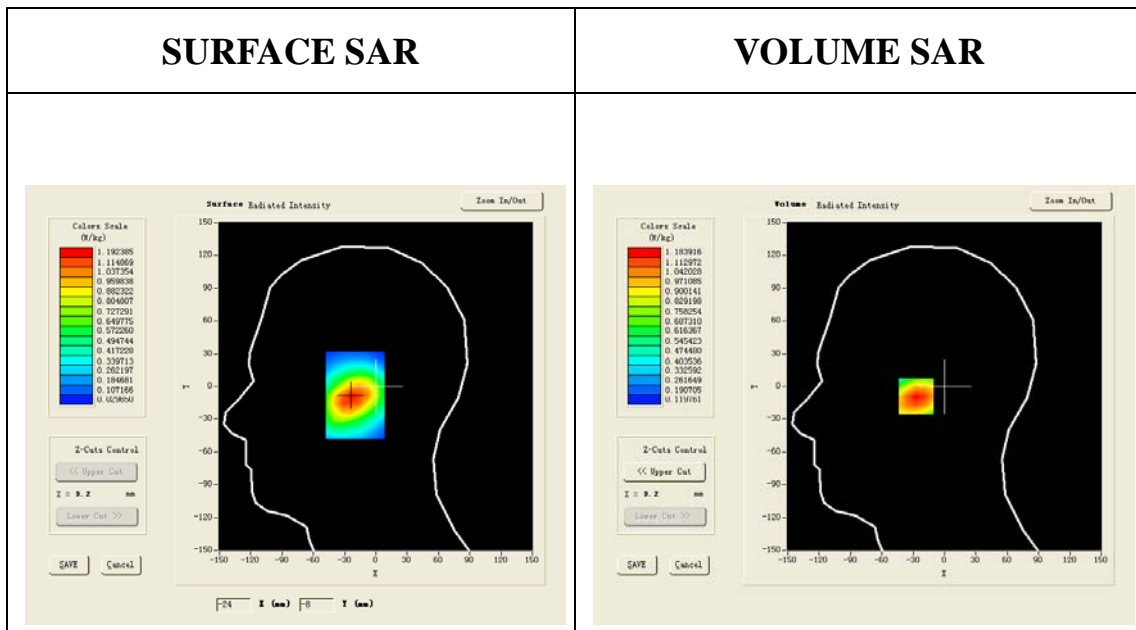 SURFACE SAR
VOLUME SAR
Surface Radiated Intensity
Zoom In/Out
Colors Scale
(W/kg)
1.192385
1.114869
1.037354
0.959838
0.882322
0.804807
0.727291
0.649775
0.572260
0.494744
0.417228
0.339713
0.262197
0.184681
0.107166
0.029650
150
120
90
60
30
0
-30
-60
-90
-120
-150
Y
-150 -120 -90 -60 -30 0 30 60 90 120 150
X
Z-Cuts Control
<< Upper Cut
Z = 0.2 mm
Lower Cut >>
SAVE Cancel
-24 X (mm) -8 Y (mm)
Volume Radiated Intensity
Zoom In/Out
Colors Scale
(W/kg)
1.183916
1.112972
1.042028
0.971085
0.900141
0.829198
0.758254
0.687310
0.616367
0.545423
0.474480
0.403536
0.332592
0.261649
0.190705
0.119761
150
120
90
60
30
0
-30
-60
-90
-120
-150
Y
-150 -120 -90 -60 -30 0 30 60 90 120 150
X
Z-Cuts Control
<< Upper Cut
Z = 0.2 mm
Lower Cut >>
SAVE Cancel